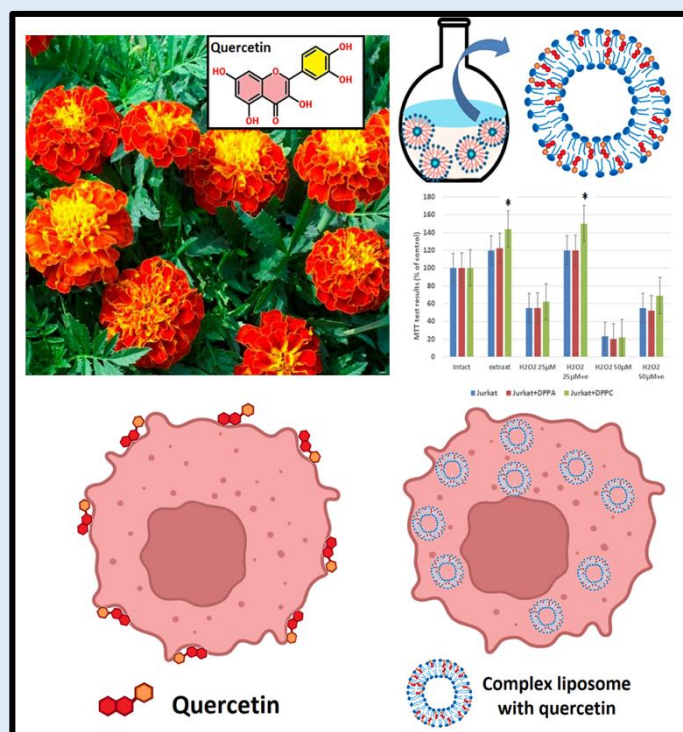 Quercetin
OH
OH
HO
O
OH
OH
O
MTT test results (% of control)
180
160
140
120
100
80
60
40
20
0
*
*
Intact
extraxt
H2O2 25µM
H2O2
25µM+e
H2O2 50µM
H2O2
50µM+e
Jurkat
Jurkat+DPPA
Jurkat+DPPC
Quercetin
Complex liposome
with quercetin